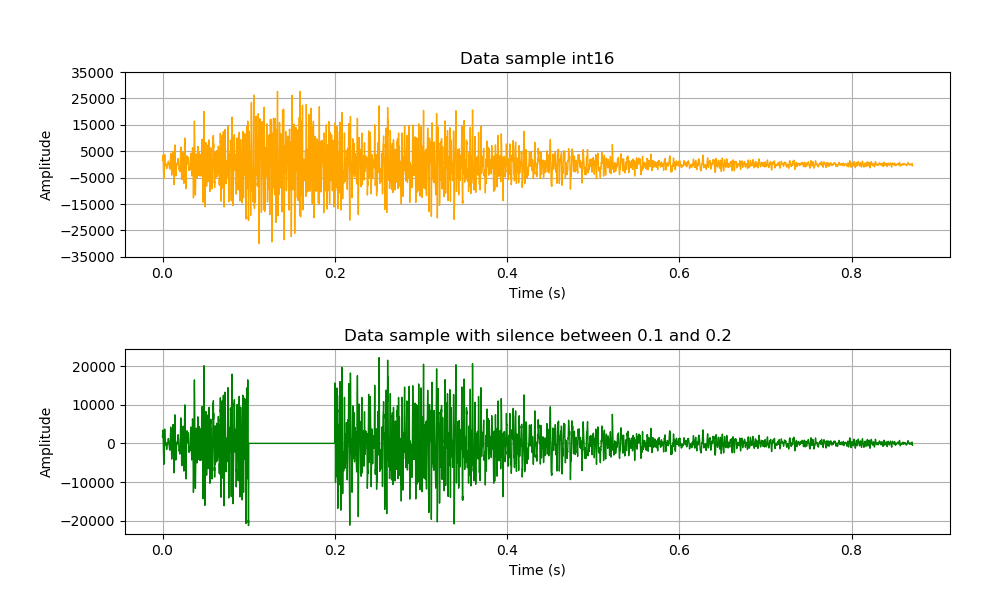 Data sample int16
35000
25000
15000
5000
−5000
−15000
−25000
−35000
Amplitude
0.0 0.2 0.4 0.6 0.8
Time (s)
Data sample with silence between 0.1 and 0.2
20000
10000
0
−10000
−20000
Amplitude
0.0 0.2 0.4 0.6 0.8
Time (s)